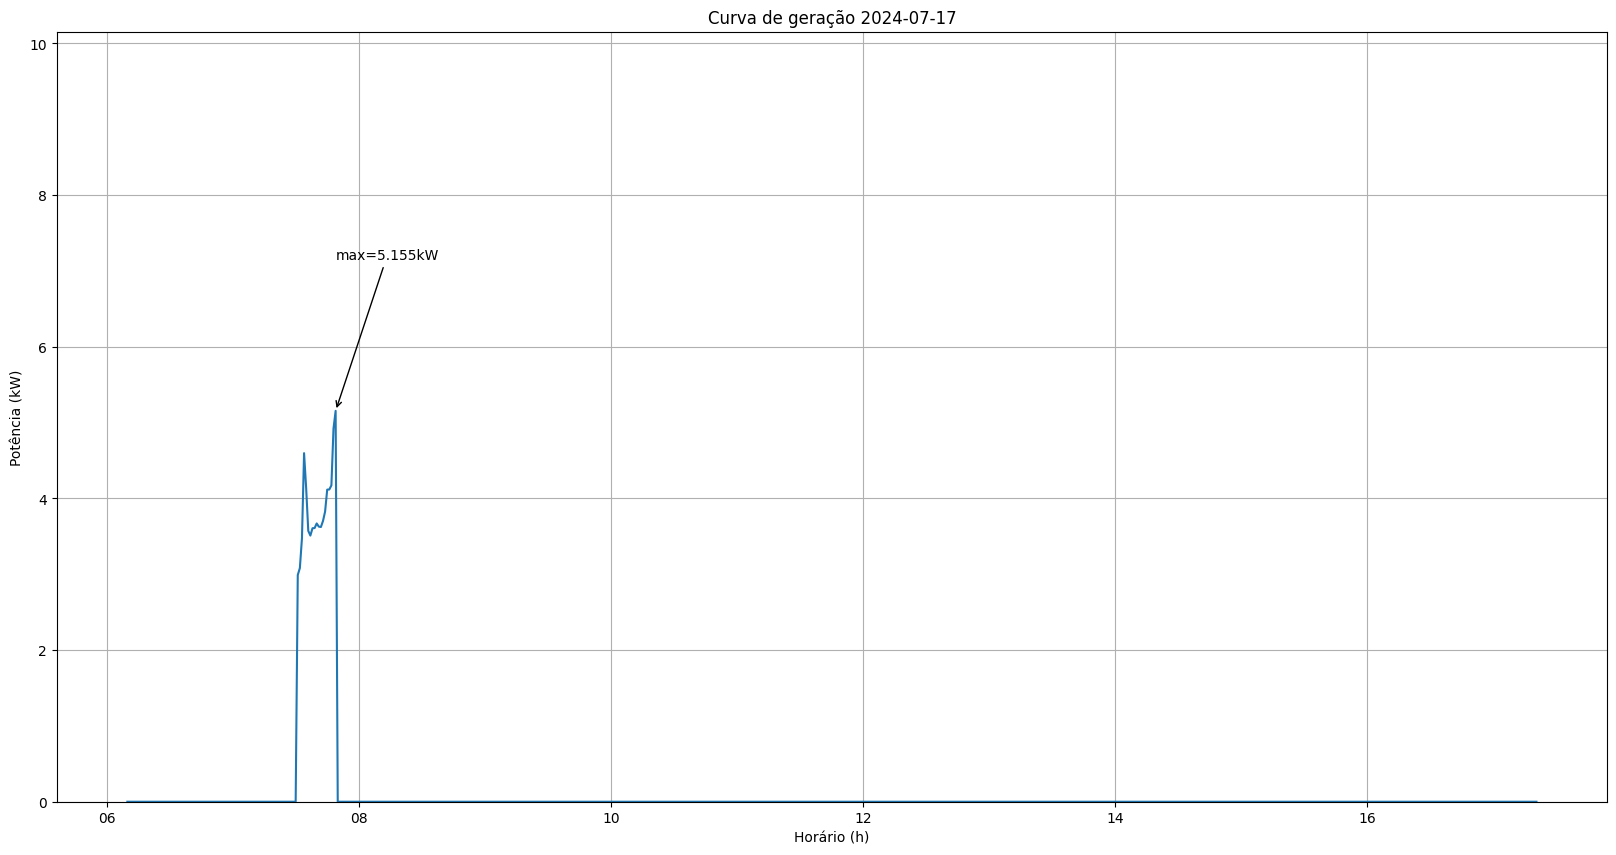 Curva de geração 2024-07-17
10
8
6
4
2
0
max=5.155kW
Potência (kW)
06 08 10 12 14 16
Horário (h)